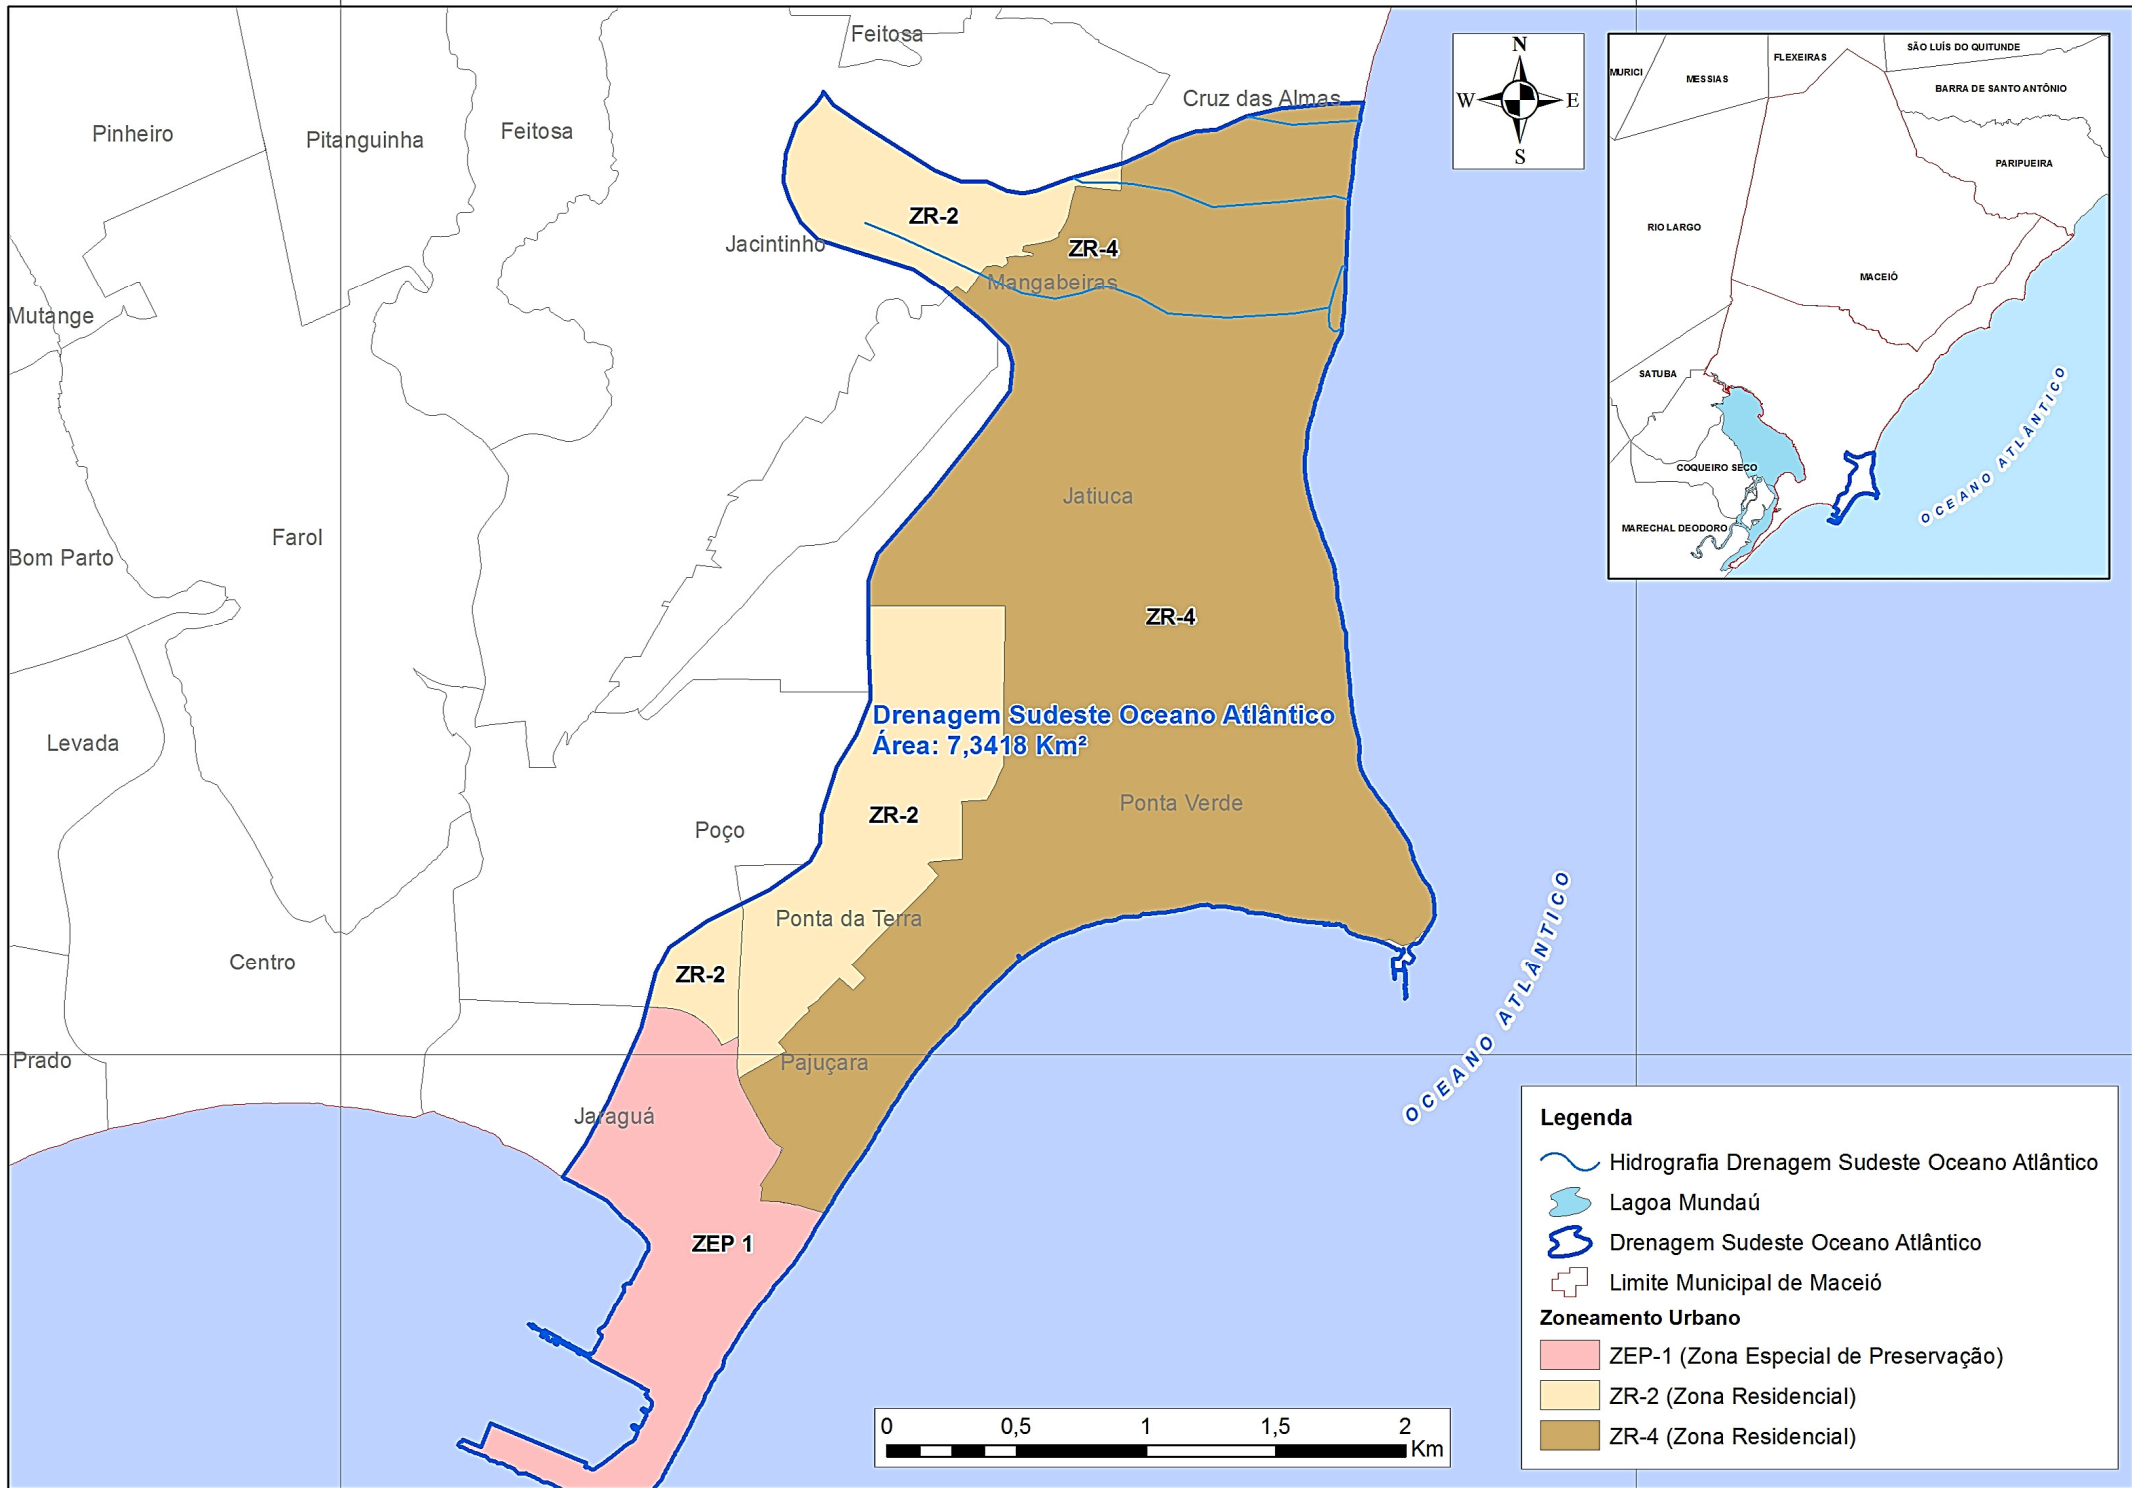 Feitosa
Cruz das Almas
Pinheiro
Pitanguinha
Feitosa
ZR-2
Jacintinho
ZR-4
Mangabeiras
Mutange
Jatiuca
Farol
Bom Parto
ZR-4
Drenagem Sudeste Oceano Atlântico
Área: 7,3418 Km²
Levada
Ponta Verde
ZR-2
Poço
Ponta da Terra
Centro
ZR-2
Prado
Pajuçara
Jaraguá
ZEP 1
OCEANO ATLÂNTICO
N
W
E
S
SÃO LUÍS DO QUITUNDE
FLEXEIRAS
MURICI
MESSIAS
BARRA DE SANTO ANTÔNIO
PARIPUEIRA
RIO LARGO
MACEIÓ
SATUBA
COQUEIRO SECO
MARECHAL DEODORO
OCEANO ATLÂNTICO
Legenda
Hidrografia Drenagem Sudeste Oceano Atlântico
Lagoa Mundaú
Drenagem Sudeste Oceano Atlântico
Limite Municipal de Maceió
Zoneamento Urbano
ZEP-1 (Zona Especial de Preservação)
ZR-2 (Zona Residencial)
ZR-4 (Zona Residencial)
0 0,5 1 1,5 2
Km